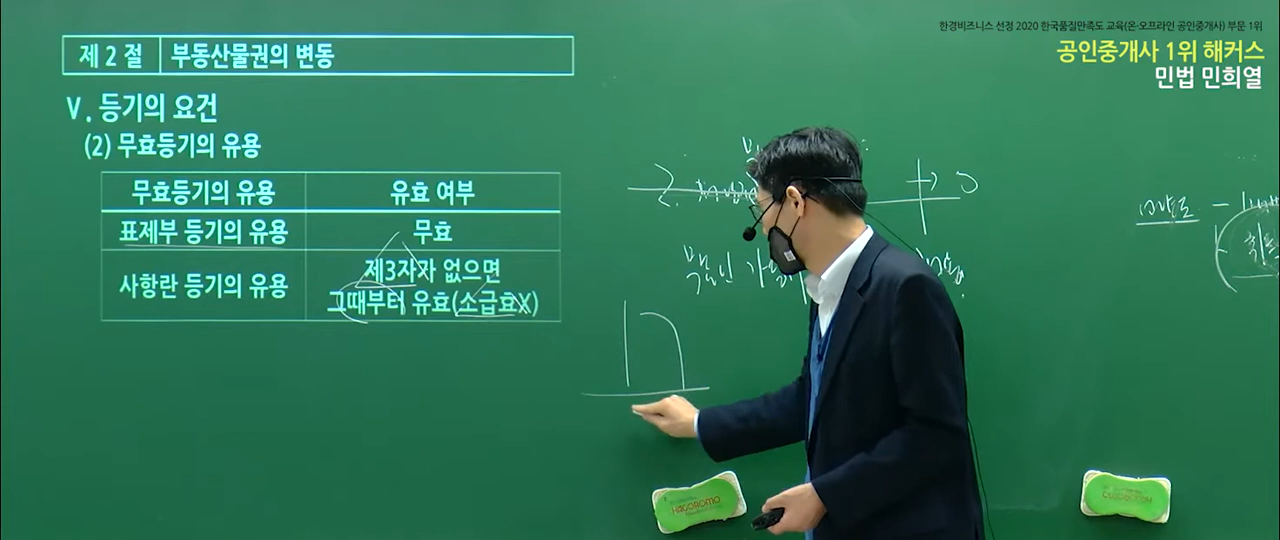 한경비즈니스 선정 2020 한국품질만족도 교육(온·오프라인 공인중개사) 부문 1위
공인중개사 1위 해커스
민법 민희열
제 2 절 부동산물권의 변동
Ⅴ. 등기의 요건
(2) 무효등기의 유용
무효등기의 유용 유효 여부
표제부 등기의 유용 무효
사항란 등기의 유용 제3자자 없으면
그때부터 유효(소급효X)
2.
HAGOROMO
HAGOROMO